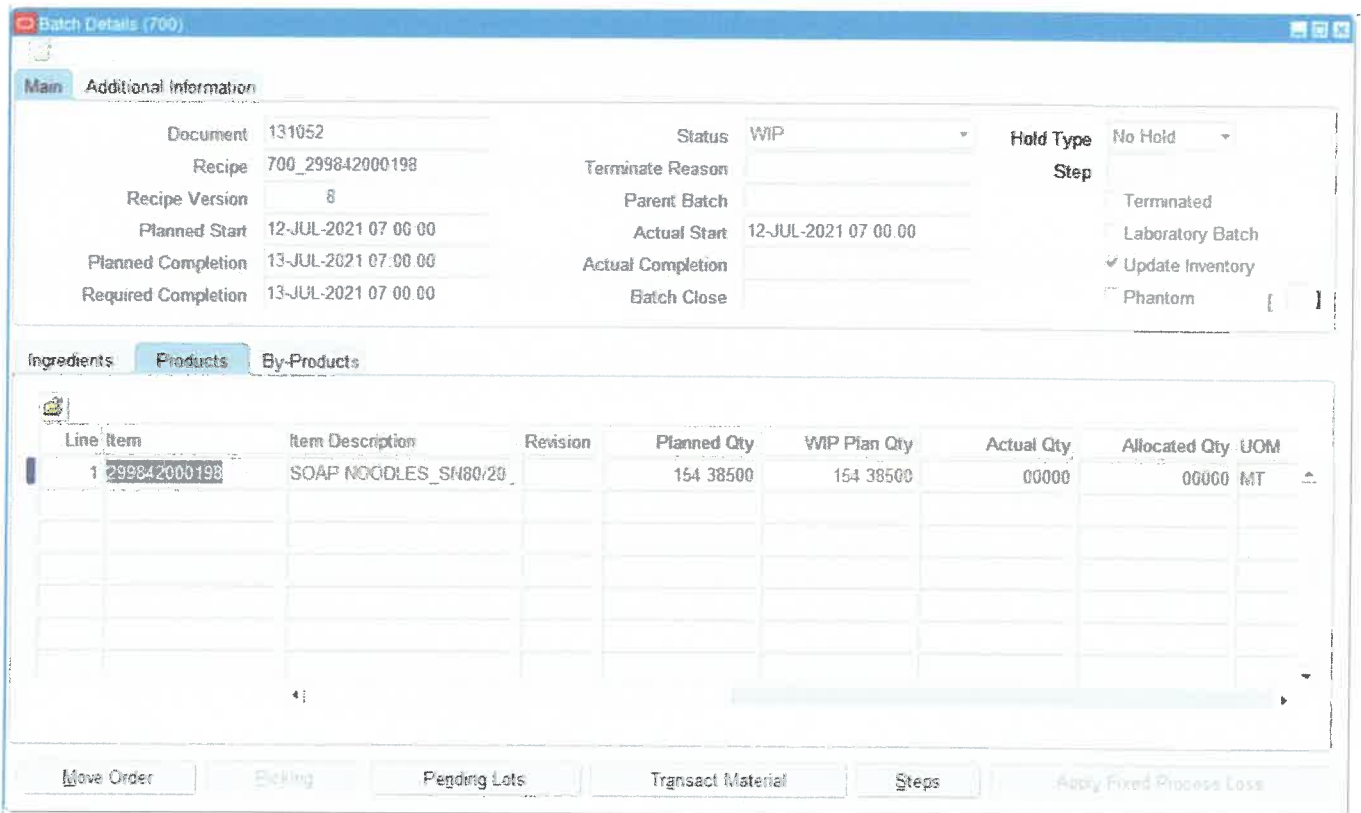 Batch Details (700)
Main Additional Information
Document 131052 Status WIP Hold Type No Hold
Recipe 700_299842000198 Terminate Reason Step
Recipe Version 8 Parent Batch Terminated
Planned Start 12-JUL-2021 07 00 00 Actual Start 12-JUL-2021 07 00.00 Laboratory Batch
Planned Completion 13-JUL-2021 07:00:00 Actual Completion Update Inventory
Required Completion 13-JUL-2021 07 00.00 Batch Close Phantom [ ]
Ingredients Products By-Products
Line Item Item Description Revision Planned Qty WIP Plan Qty Actual Qty Allocated Qty UOM
1 299842000198 SOAP NOODLES_SN80/20_ 154 38500 154 38500 00000 00000 MT
Move Order Picking Pending Lots Transact Material Steps Apply Fixed Process Loss